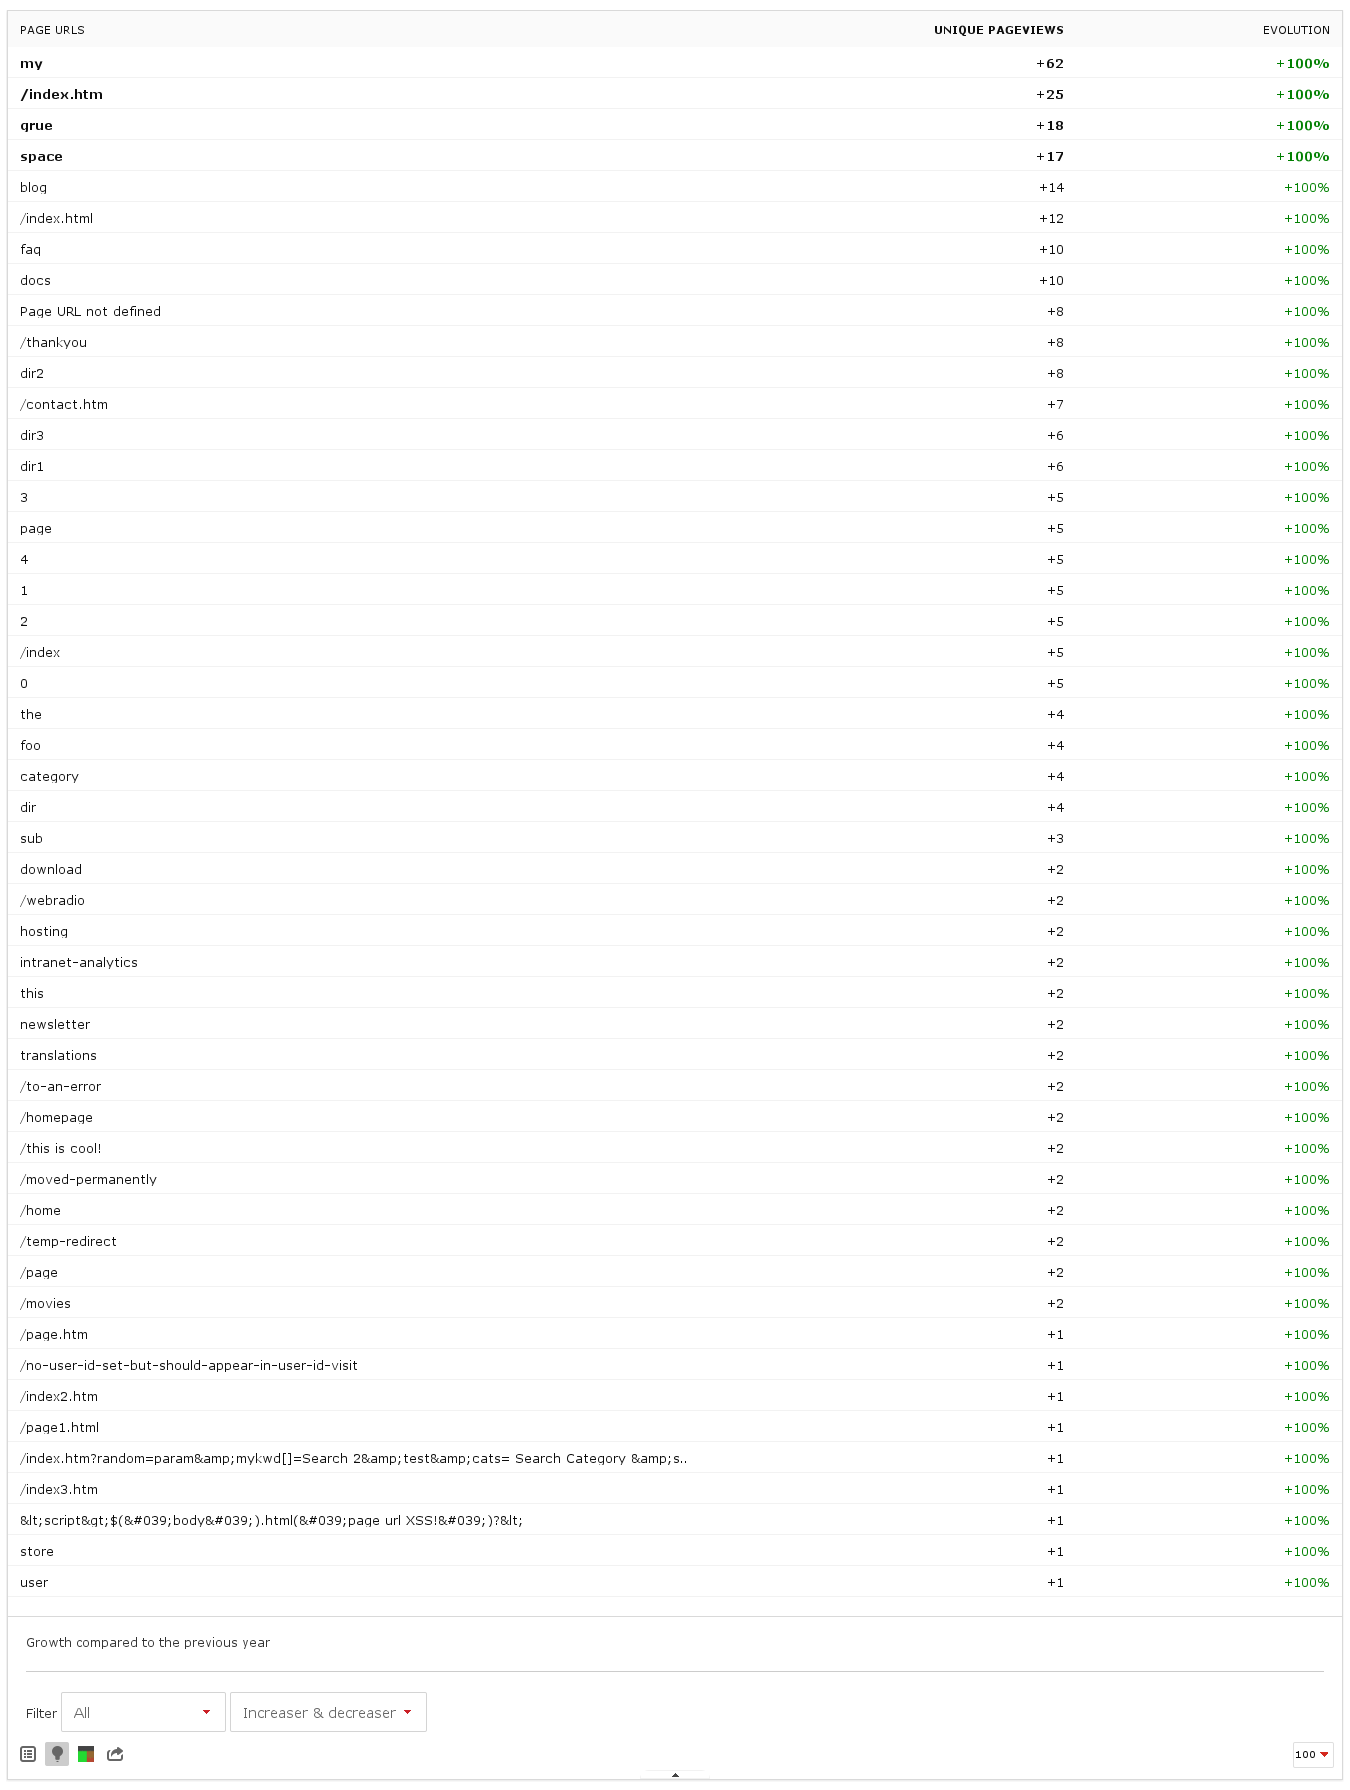 PAGE URLS UNIQUE PAGEVIEWS EVOLUTION
my +62 +100%
/index.htm +25 +100%
grue +18 +100%
space +17 +100%
blog +14 +100%
/index.html +12 +100%
faq +10 +100%
docs +10 +100%
Page URL not defined +8 +100%
/thankyou +8 +100%
dir2 +8 +100%
/contact.htm +7 +100%
dir3 +6 +100%
dir1 +6 +100%
3 +5 +100%
page +5 +100%
4 +5 +100%
1 +5 +100%
2 +5 +100%
/index +5 +100%
0 +5 +100%
the +4 +100%
foo +4 +100%
category +4 +100%
dir +4 +100%
sub +3 +100%
download +2 +100%
/webradio +2 +100%
hosting +2 +100%
intranet-analytics +2 +100%
this +2 +100%
newsletter +2 +100%
translations +2 +100%
/to-an-error +2 +100%
/homepage +2 +100%
/this is cool! +2 +100%
/moved-permanently +2 +100%
/home +2 +100%
/temp-redirect +2 +100%
/page +2 +100%
/movies +2 +100%
/page.htm +1 +100%
/no-user-id-set-but-should-appear-in-user-id-visit +1 +100%
/index2.htm +1 +100%
/page1.html +1 +100%
/index.htm?random=param&amp;mykwd[]=Search 2&amp;test&amp;cats= Search Category &amp;s.. +1 +100%
/index3.htm +1 +100%
&lt;script&gt;$(&#039;body&#039;).html(&#039;page url XSS!&#039;)?&lt; +1 +100%
store +1 +100%
user +1 +100%
Growth compared to the previous year
Filter All Increaser & decreaser
100